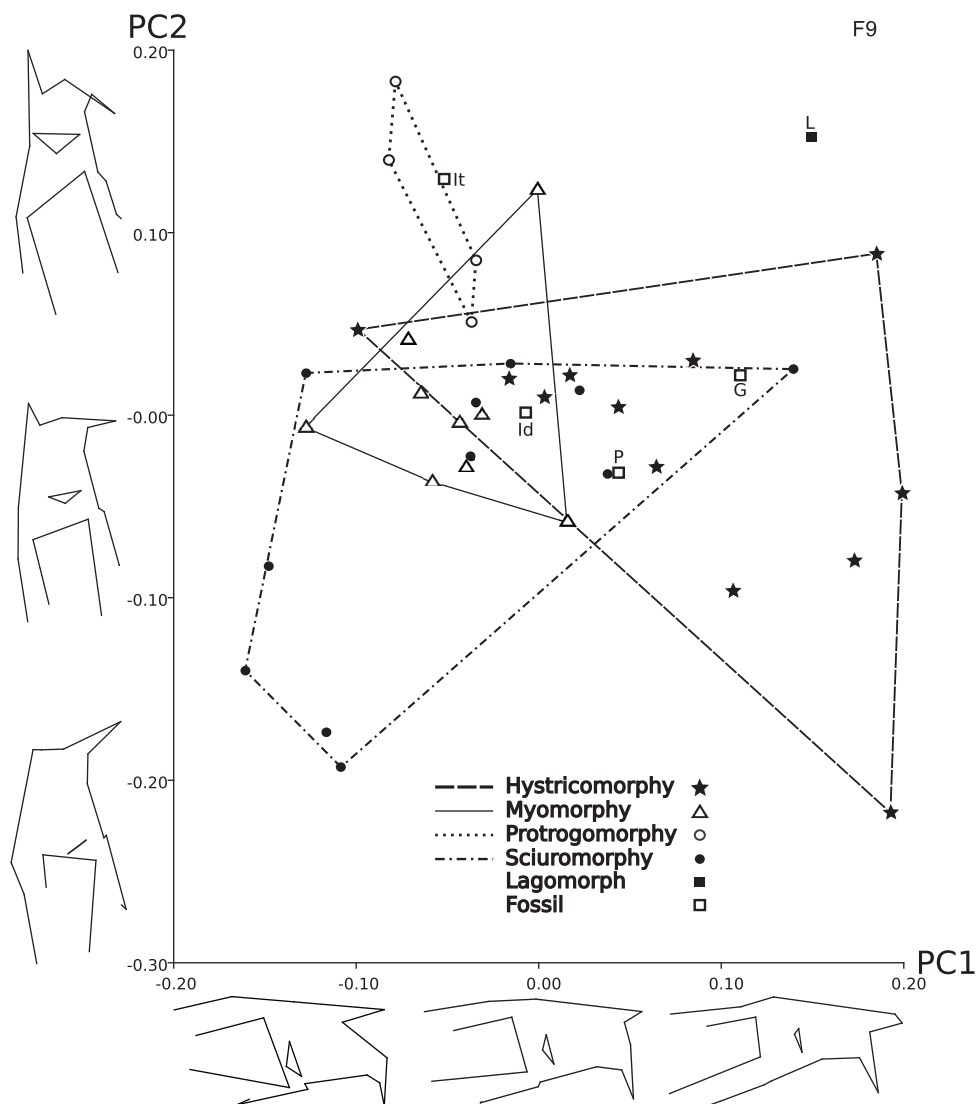 PC2
F9
0.20
L
It
0.10
-0.00
G
Id
P
-0.10
-0.20
Hystricomorphy
Myomorphy
Protrogomorphy
Sciuromorphy
Lagomorph
Fossil
-0.30
PC1
-0.20 -0.10 0.00 0.10 0.20